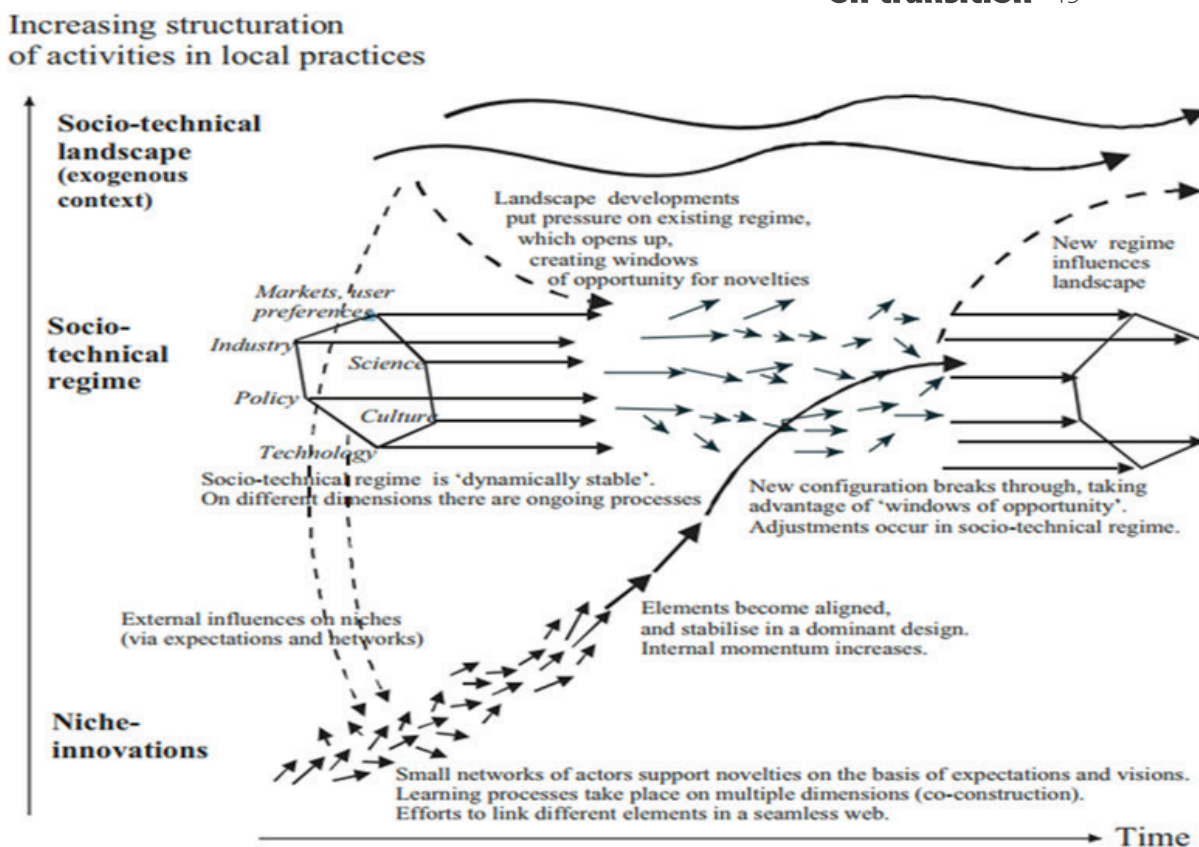 On transition
Increasing structuration
of activities in local practices
Socio-technical
landscape
(exogenous
context)
Landscape developments
put pressure on existing regime,
which opens up,
creating windows
of opportunity for novelties
New regime
influences
landscape
Markets, user
preferences
Socio-
technical
regime
Industry
Science
Policy
Culture
Technology
Socio-technical regime is ‘dynamically stable’.
On different dimensions there are ongoing processes
New configuration breaks through, taking
advantage of ‘windows of opportunity’.
Adjustments occur in socio-technical regime.
External influences on niches
(via expectations and networks)
Elements become aligned,
and stabilise in a dominant design.
Internal momentum increases.
Niche-
innovations
Small networks of actors support novelties on the basis of expectations and visions.
Learning processes take place on multiple dimensions (co-construction).
Efforts to link different elements in a seamless web.
Time